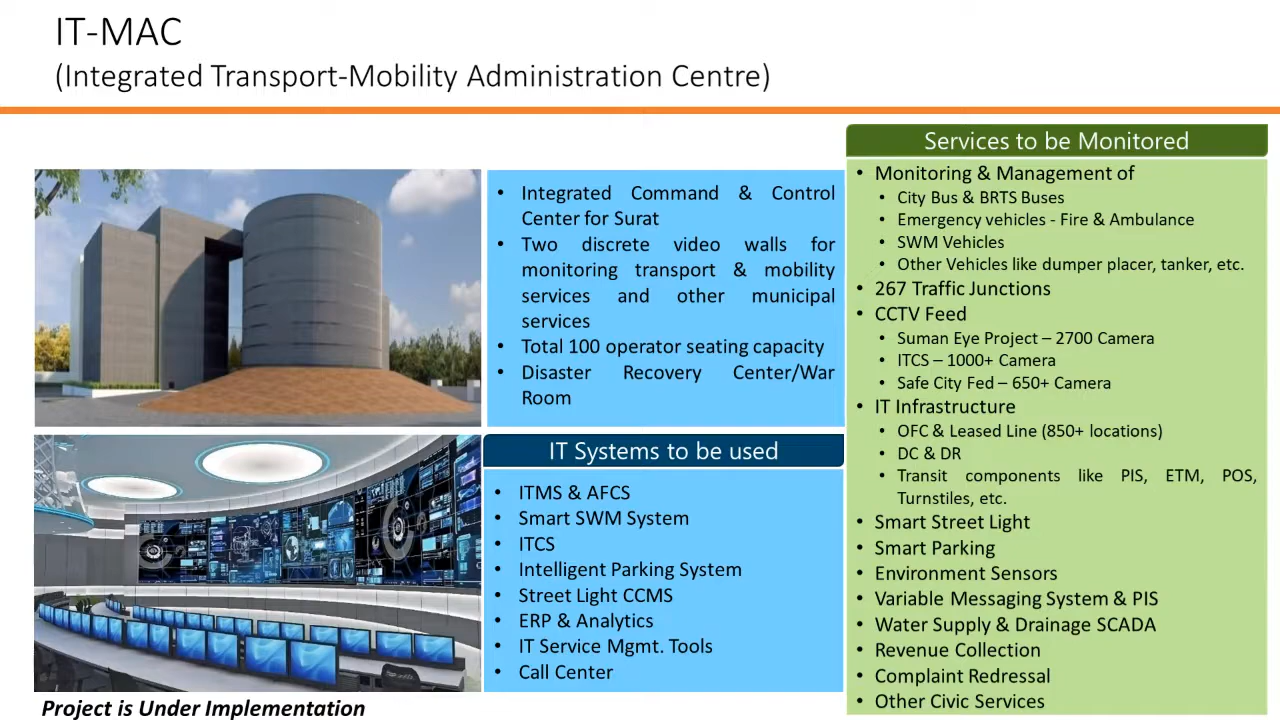 IT-MAC
(Integrated Transport-Mobility Administration Centre)
• Integrated Command & Control
Center for Surat
• Two discrete video walls for
monitoring transport & mobility
services and other municipal
services
• Total 100 operator seating capacity
• Disaster Recovery Center/War
Room
IT Systems to be used
• ITMS & AFCS
• Smart SWM System
• ITCS
• Intelligent Parking System
• Street Light CCMS
• ERP & Analytics
• IT Service Mgmt. Tools
• Call Center
Services to be Monitored
• Monitoring & Management of
• City Bus & BRTS Buses
• Emergency vehicles - Fire & Ambulance
• SWM Vehicles
• Other Vehicles like dumper placer, tanker, etc.
• 267 Traffic Junctions
• CCTV Feed
• Suman Eye Project – 2700 Camera
• ITCS – 1000+ Camera
• Safe City Fed – 650+ Camera
• IT Infrastructure
• OFC & Leased Line (850+ locations)
• DC & DR
• Transit components like PIS, ETM, POS,
Turnstiles, etc.
• Smart Street Light
• Smart Parking
• Environment Sensors
• Variable Messaging System & PIS
• Water Supply & Drainage SCADA
• Revenue Collection
• Complaint Redressal
• Other Civic Services
Project is Under Implementation